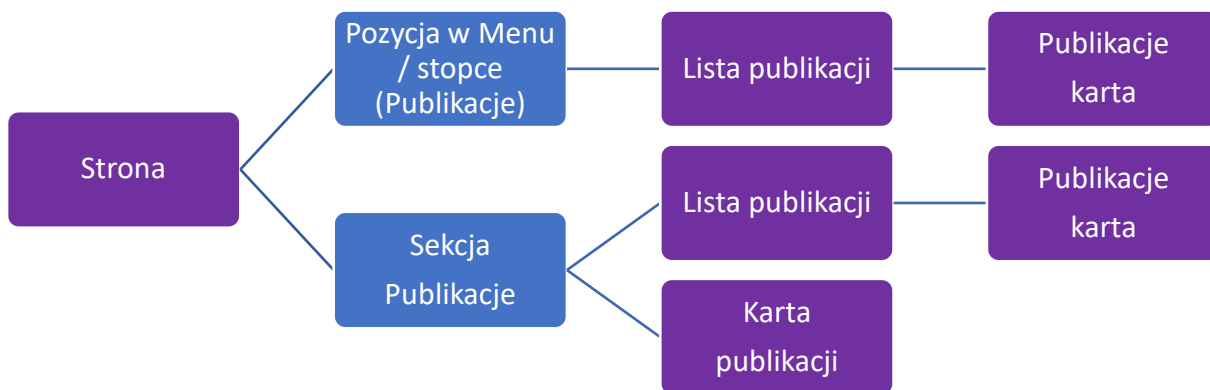 Strona
Pozycja w Menu
/ stopce
(Publikacje)
Lista publikacji
Publikacje
karta
Sekcja
Publikacje
Lista publikacji
Publikacje
karta
Karta
publikacji